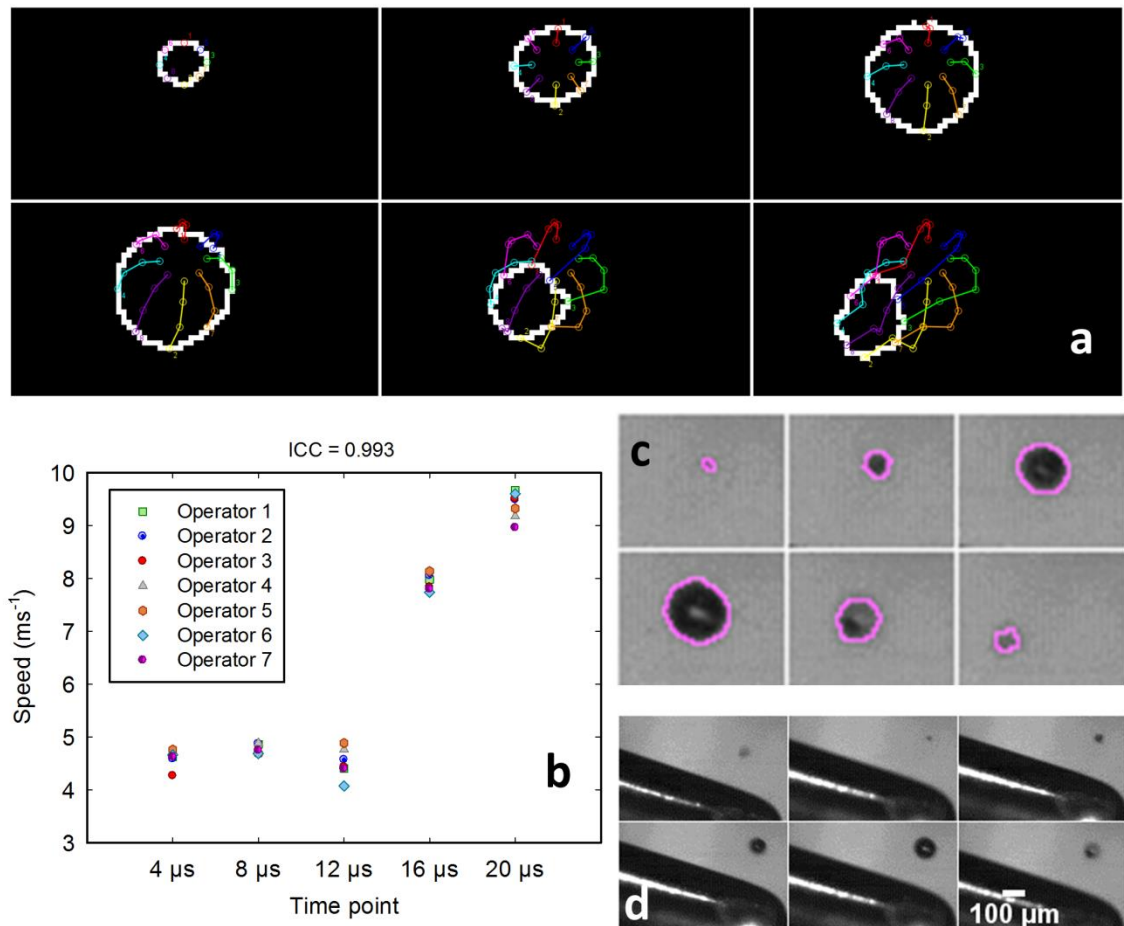 a
ICC = 0.993
10
9
8
7
6
5
4
3
Speed (ms⁻¹)
Operator 1
Operator 2
Operator 3
Operator 4
Operator 5
Operator 6
Operator 7
b
4 µs
8 µs
12 µs
16 µs
20 µs
Time point
c
d
100 µm